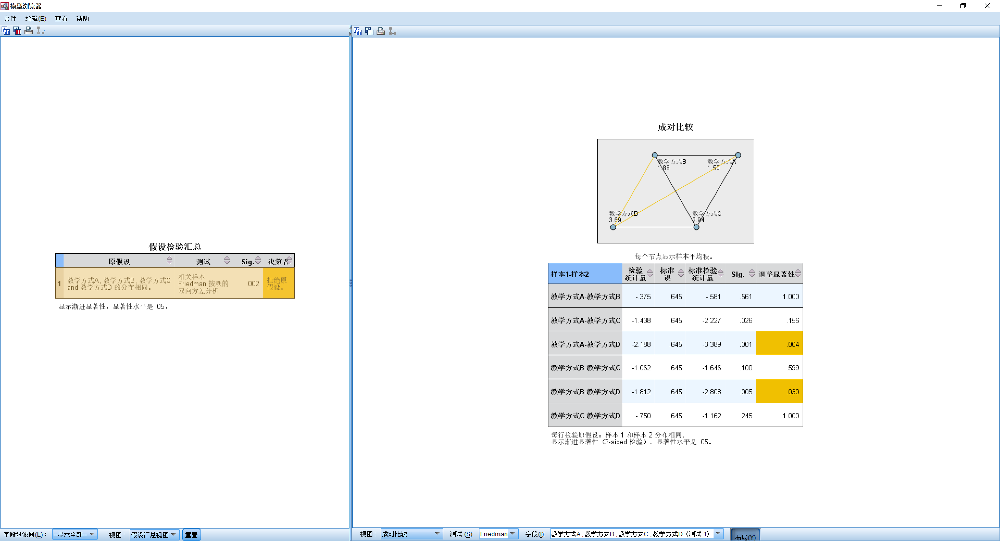 模型浏览器
文件 编辑(E) 查看 帮助
假设检验汇总
原假设 测试 Sig. 决策者
1 教学方式A, 教学方式B, 教学方式C and 教学方式D 的分布相同。 相关样本 Friedman 按秩的双向方差分析 .002 拒绝原假设。
显示渐进显著性。显著性水平是 .05。
字段过滤器(L)： --显示全部-- 视图： 假设汇总视图 重置
成对比较
教学方式B
1.88
教学方式A
1.50
教学方式D
3.69
教学方式C
2.94
每个节点显示样本平均秩。
样本1-样本2 检验统计量 标准误 标准检验统计量 Sig. 调整显著性
教学方式A-教学方式B -.375 .645 -.581 .561 1.000
教学方式A-教学方式C -1.438 .645 -2.227 .026 .156
教学方式A-教学方式D -2.188 .645 -3.389 .001 .004
教学方式B-教学方式C -1.062 .645 -1.646 .100 .599
教学方式B-教学方式D -1.812 .645 -2.808 .005 .030
教学方式C-教学方式D -.750 .645 -1.162 .245 1.000
每行检验原假设：样本 1 和样本 2 分布相同。
显示渐进显著性（2-sided 检验）。显著性水平是 .05。
视图： 成对比较 测试 (S): Friedman 字段(I): 教学方式A , 教学方式B , 教学方式C , 教学方式D（测试 1） 布局(Y)